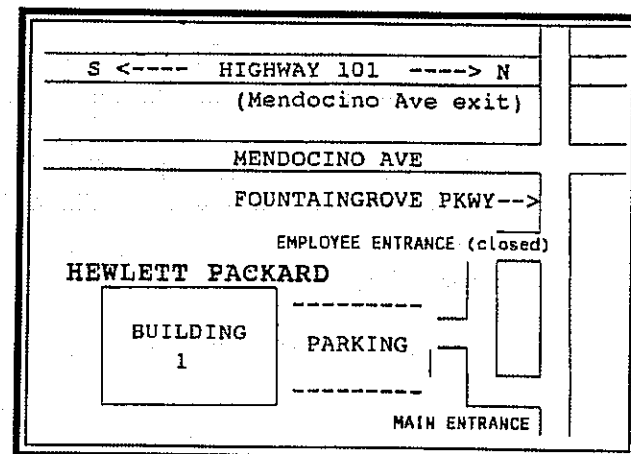 S <---- HIGHWAY 101 ----> N
(Mendocino Ave exit)
MENDOCINO AVE
FOUNTAINGROVE PKWY-->
EMPLOYEE ENTRANCE (closed)
HEWLETT PACKARD
BUILDING
1
PARKING
MAIN ENTRANCE